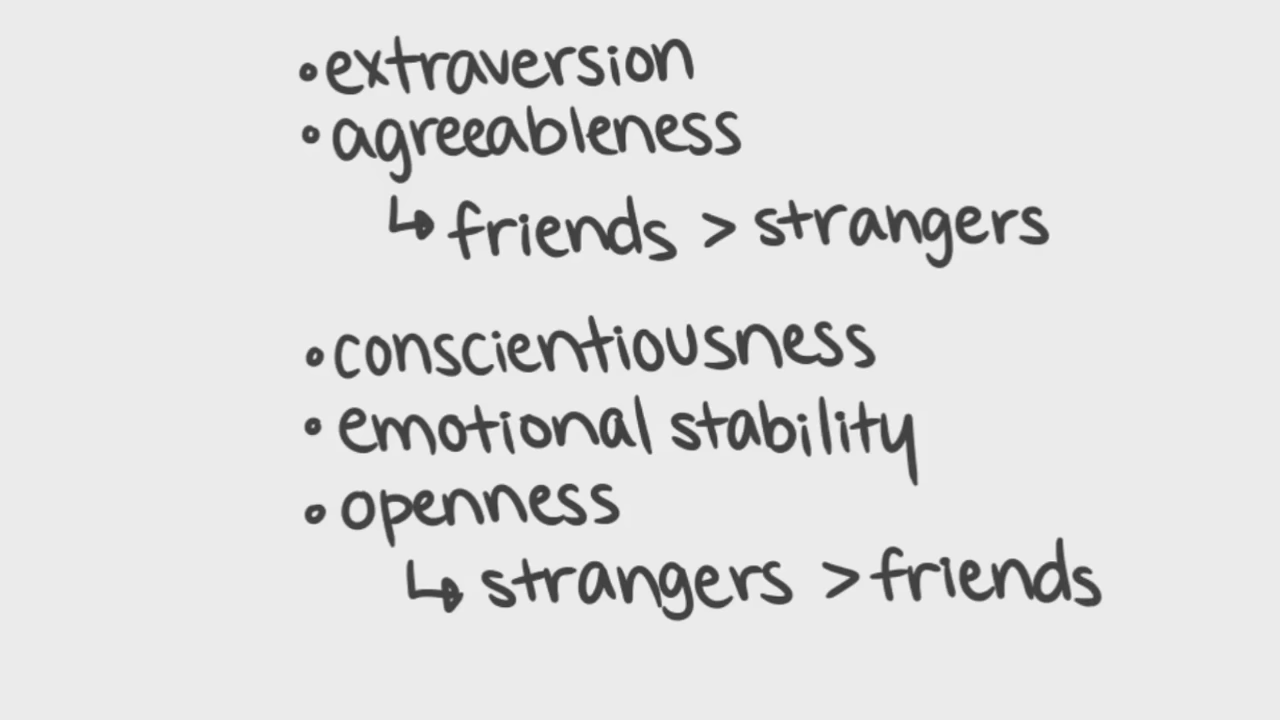 • extraversion
• agreeableness
↳ friends > strangers
• conscientiousness
• emotional stability
• openness
↳ strangers > friends